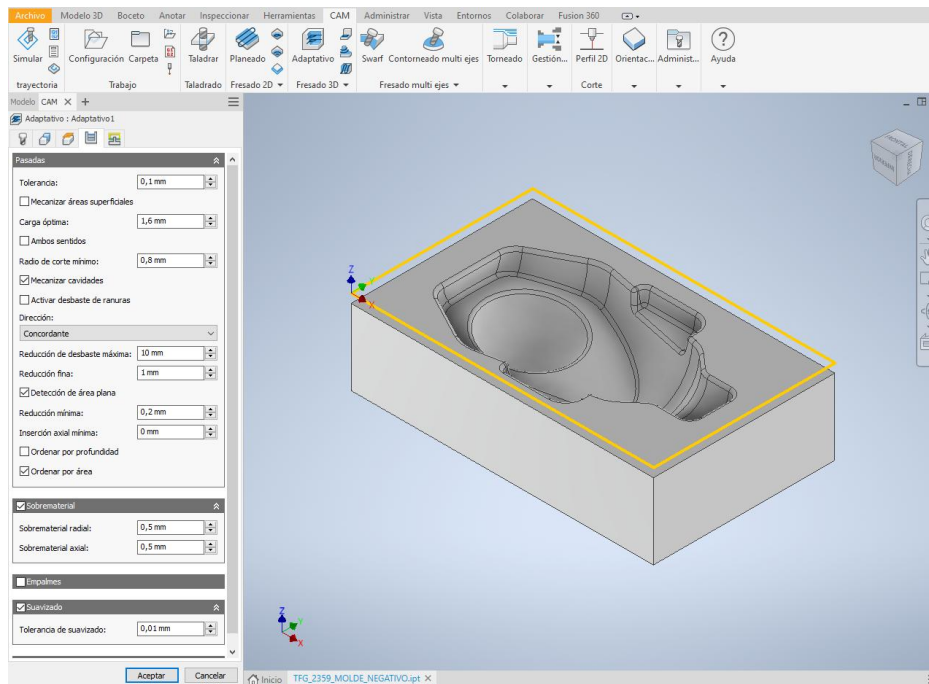 Archivo Modelo 3D Boceto Anotar Inspeccionar Herramientas CAM Administrar Vista Entornos Colaborar Fusion 360
Simular Configuración Carpeta Taladrar Planeado Adaptativo Swarf Contorneado multi ejes Torneado Gestión... Perfil 2D Orientac... Administ... Ayuda
trayectoria Trabajo Taladrado Fresado 2D Fresado 3D Fresado multi ejes Corte
Modelo CAM X +
Adaptativo : Adaptativo1
Pasadas
Tolerancia: 0,1 mm
Mecanizar áreas superficiales
Carga óptima: 1,6 mm
Ambos sentidos
Radio de corte mínimo: 0,8 mm
Mecanizar cavidades
Activar desbaste de ranuras
Dirección:
Concordante
Reducción de desbaste máxima: 10 mm
Reducción fina: 1 mm
Detección de área plana
Reducción mínima: 0,2 mm
Inserción axial mínima: 0 mm
Ordenar por profundidad
Ordenar por área
Sobrematerial
Sobrematerial radial: 0,5 mm
Sobrematerial axial: 0,5 mm
Empalmes
Suavizado
Tolerancia de suavizado: 0,01 mm
Aceptar Cancelar
Z
Y
X
Z
Y
X
Inicio TFG_2359_MOLDE_NEGATIVO.ipt X